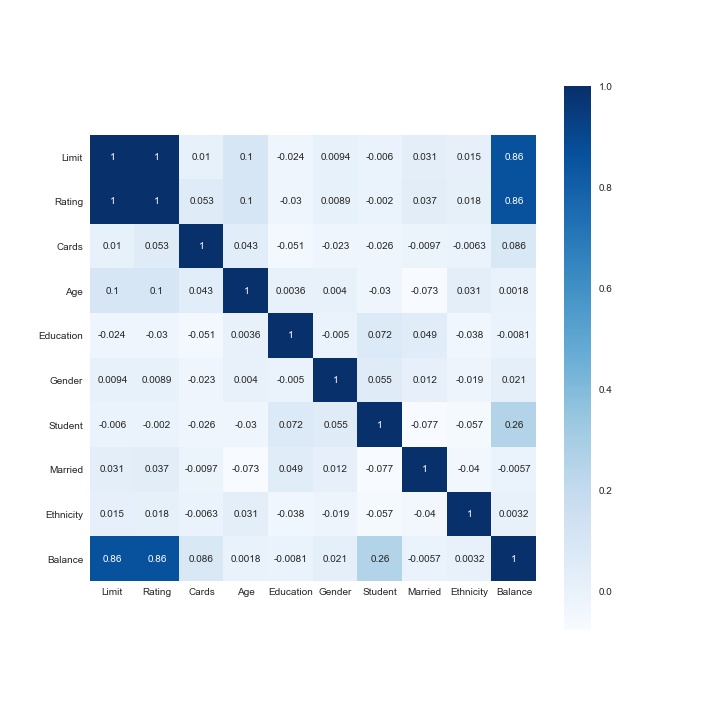 1.0
Limit 1 1 0.01 0.1 -0.024 0.0094 -0.006 0.031 0.015 0.86
0.8
Rating 1 1 0.053 0.1 -0.03 0.0089 -0.002 0.037 0.018 0.86
Cards 0.01 0.053 1 0.043 -0.051 -0.023 -0.026 -0.0097 -0.0063 0.086
0.6
Age 0.1 0.1 0.043 1 0.0036 0.004 -0.03 -0.073 0.031 0.0018
Education -0.024 -0.03 -0.051 0.0036 1 -0.005 0.072 0.049 -0.038 -0.0081
Gender 0.0094 0.0089 -0.023 0.004 -0.005 1 0.055 0.012 -0.019 0.021
0.4
Student -0.006 -0.002 -0.026 -0.03 0.072 0.055 1 -0.077 -0.057 0.26
Married 0.031 0.037 -0.0097 -0.073 0.049 0.012 -0.077 1 -0.04 -0.0057
0.2
Ethnicity 0.015 0.018 -0.0063 0.031 -0.038 -0.019 -0.057 -0.04 1 0.0032
Balance 0.86 0.86 0.086 0.0018 -0.0081 0.021 0.26 -0.0057 0.0032 1
0.0
Limit Rating Cards Age Education Gender Student Married Ethnicity Balance